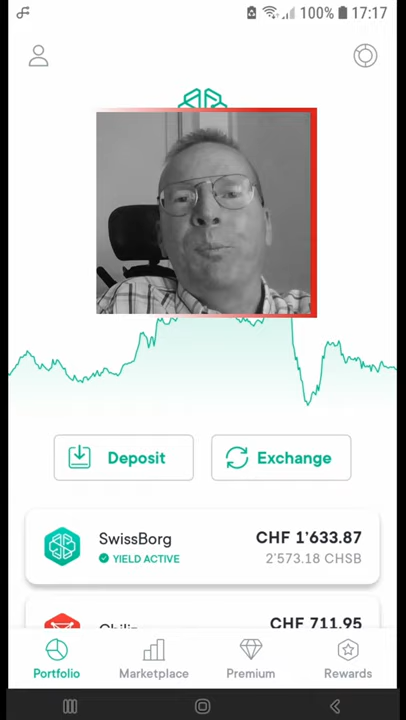 100% 17:17
Deposit
Exchange
SwissBorg
CHF 1'633.87
YIELD ACTIVE
2'573.18 CHSB
CHF 711.95
Portfolio
Marketplace
Premium
Rewards